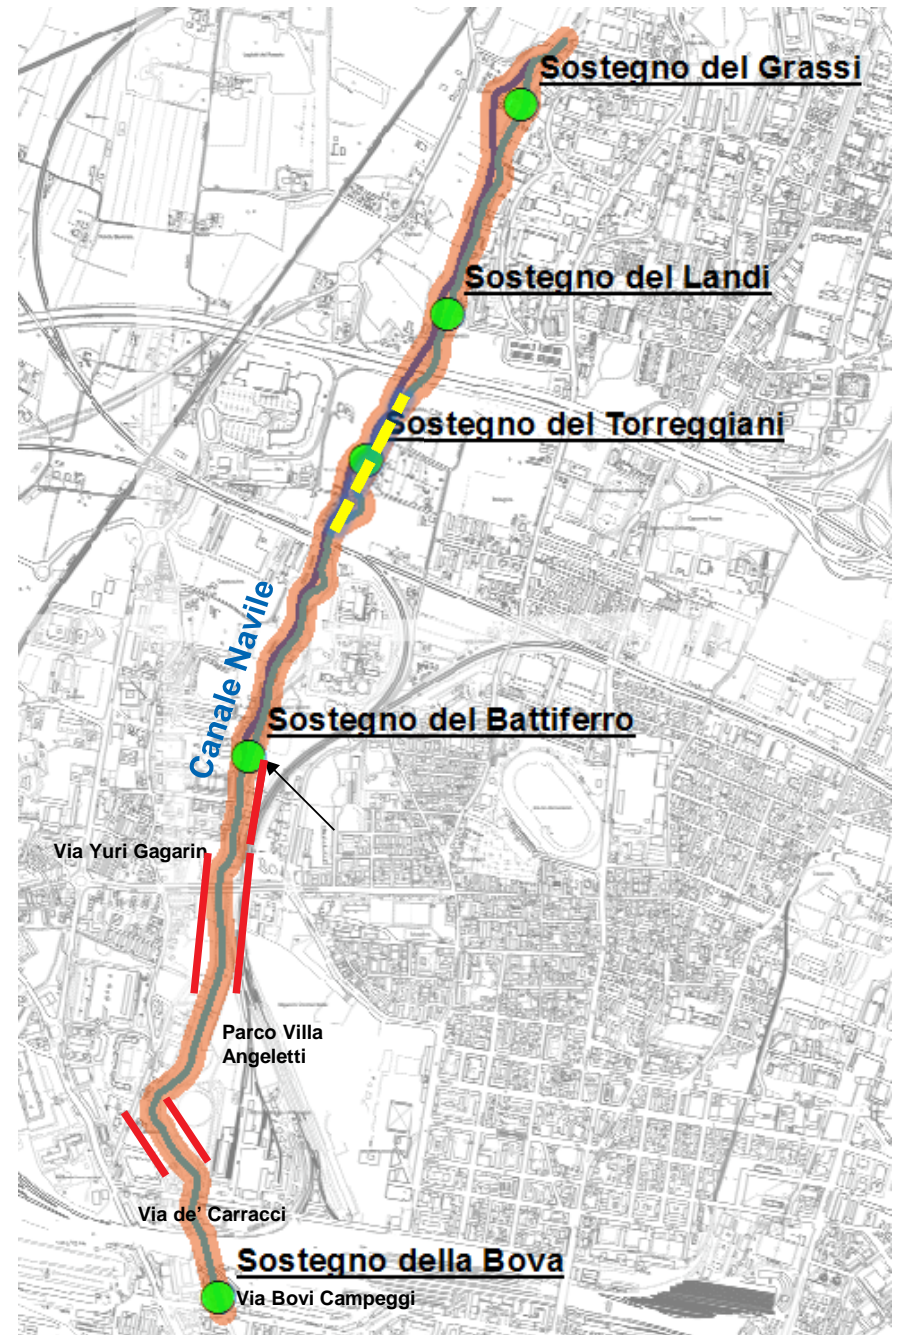 Sostegno del Grassi
Sostegno del Landi
Sostegno del Torreggiani
Canale Navile
Sostegno del Battiferro
Via Yuri Gagarin
Parco Villa
Angeletti
Via de’ Carracci
Sostegno della Bova
Via Bovi Campeggi